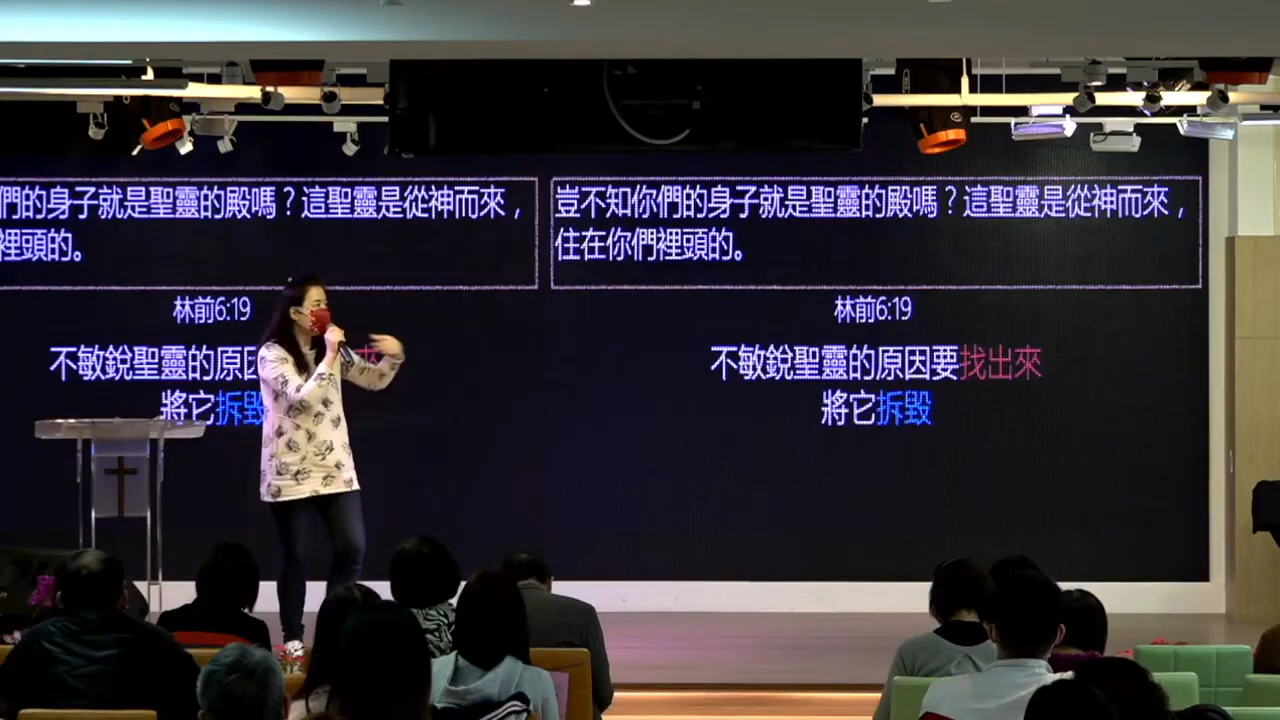 們的身子就是聖靈的殿嗎？這聖靈是從神而來，
裡頭的。
林前6:19
不敏銳聖靈的原因
來
將它拆毀
豈不知你們的身子就是聖靈的殿嗎？這聖靈是從神而來，
住在你們裡頭的。
林前6:19
不敏銳聖靈的原因要找出來
將它拆毀